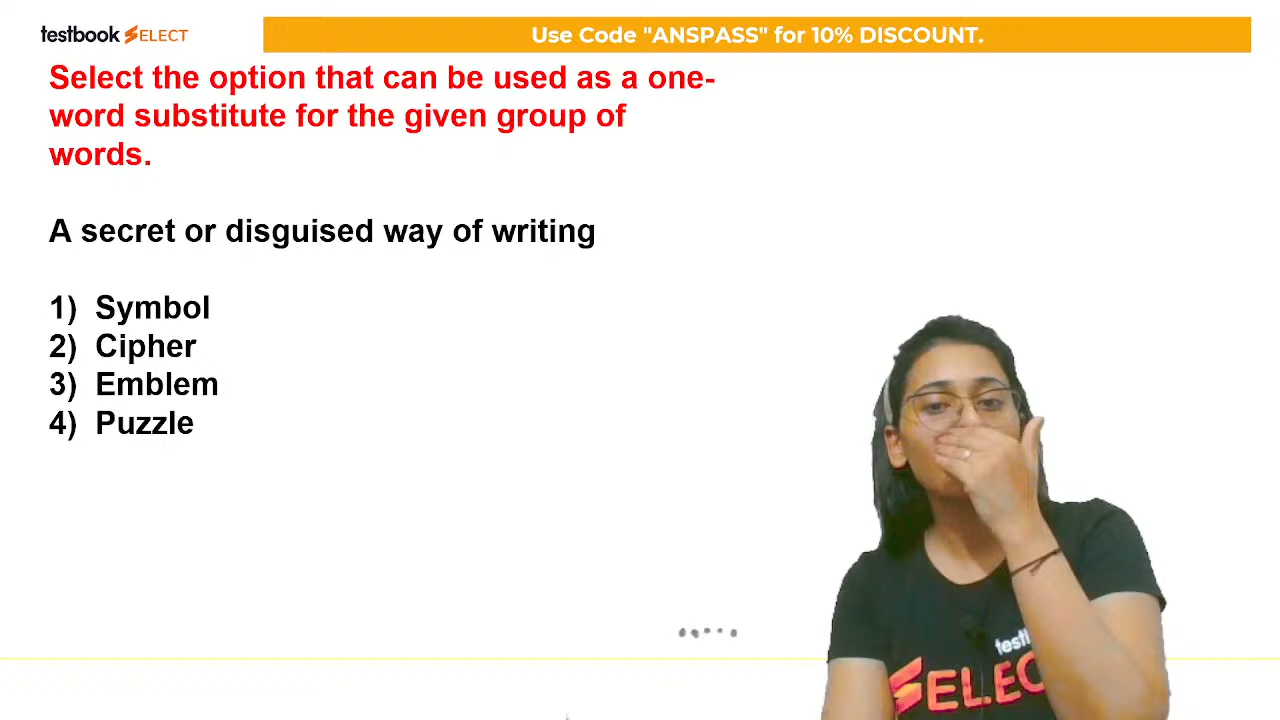 testbook SELECT
Use Code "ANSPASS" for 10% DISCOUNT.
Select the option that can be used as a one-
word substitute for the given group of
words.
A secret or disguised way of writing
1) Symbol
2) Cipher
3) Emblem
4) Puzzle
SELEC